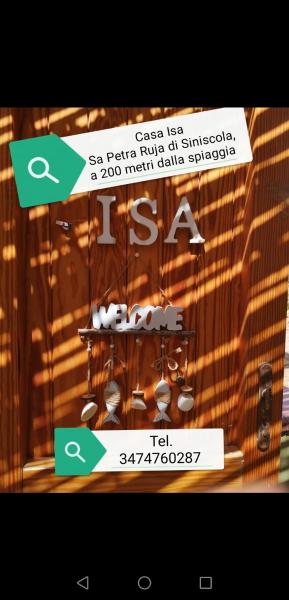 Casa Isa
Sa Petra Ruja di Siniscola,
a 200 metri dalla spiaggia
ISA
WELCOME
Tel.
3474760287